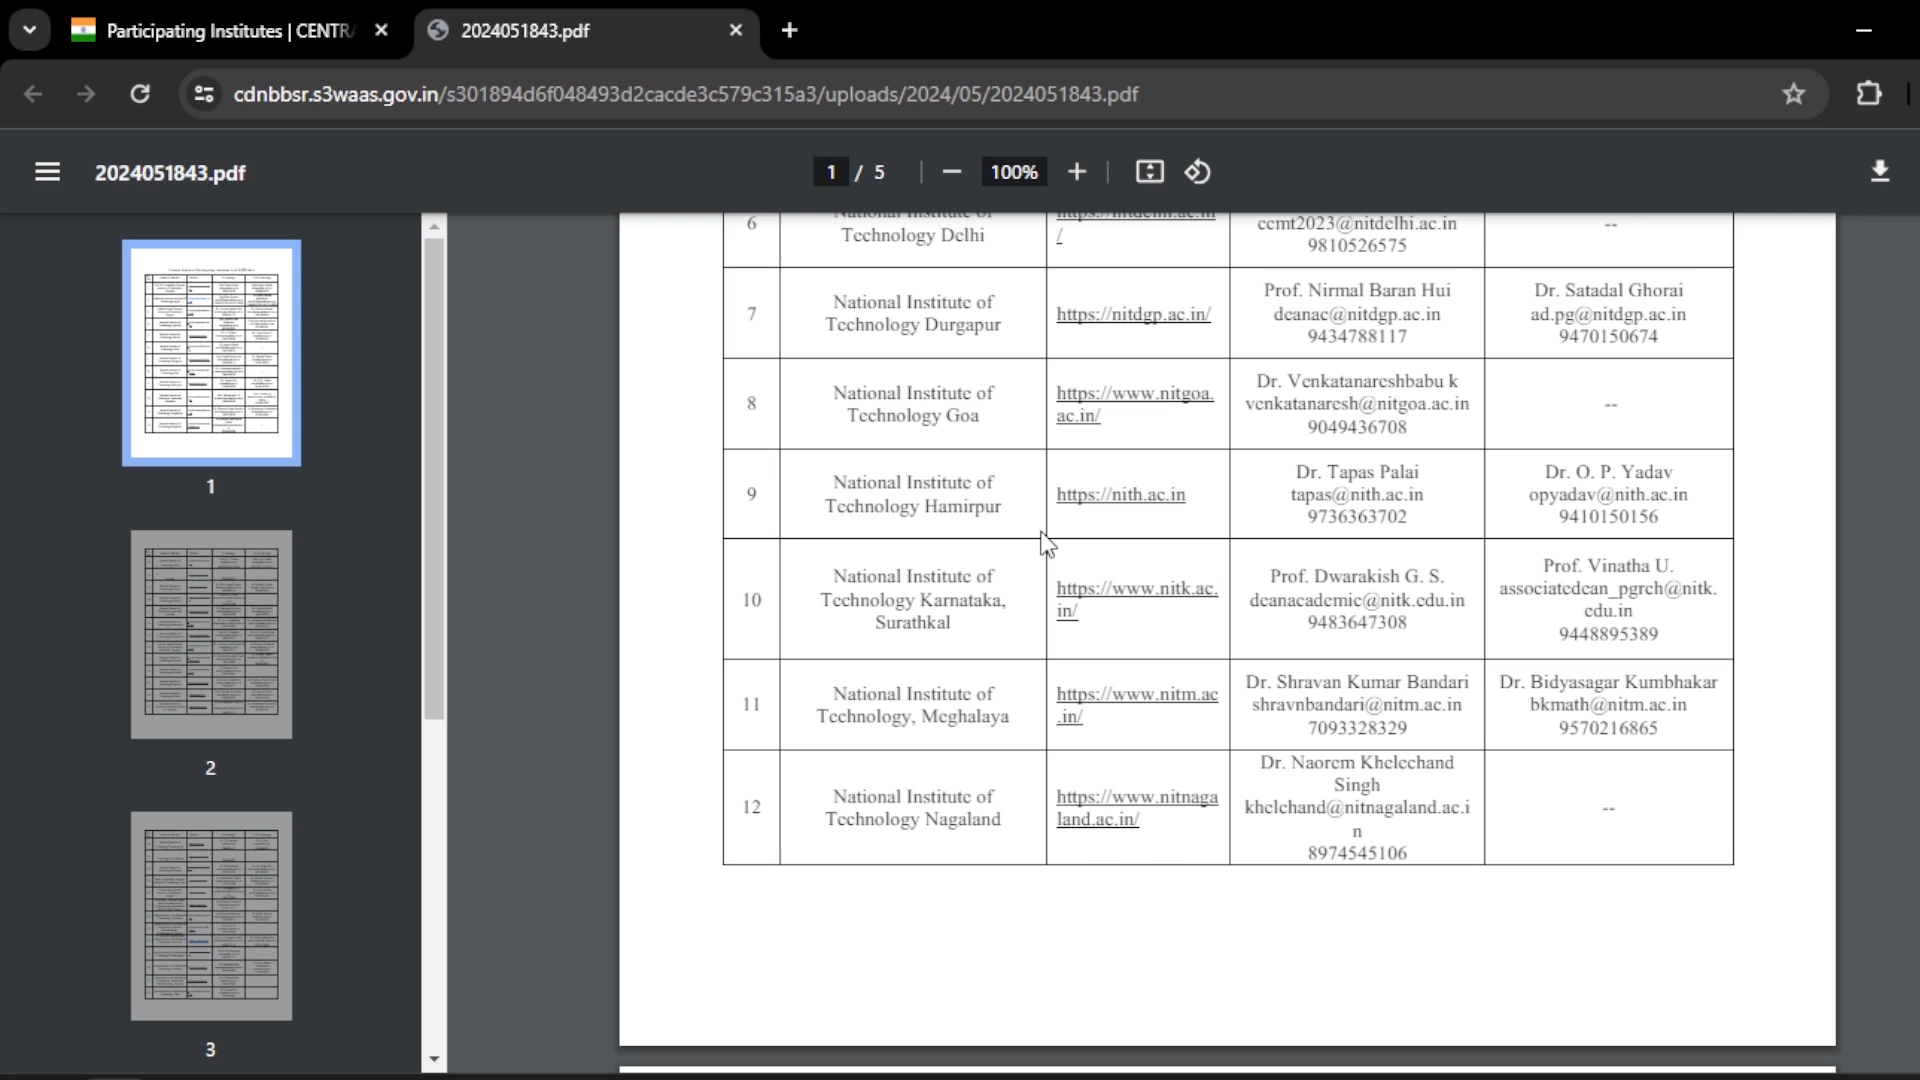 Participating Institutes | CENTRA
2024051843.pdf
cdnbbsr.s3waas.gov.in/s301894d6f048493d2cacde3c579c315a3/uploads/2024/05/2024051843.pdf
2024051843.pdf
1 / 5
100%
1
2
3
6
National Institute of
Technology Delhi
https://nitdelhi.ac.in
/
ccmt2023@nitdelhi.ac.in
9810526575
--
7
National Institute of
Technology Durgapur
https://nitdgp.ac.in/
Prof. Nirmal Baran Hui
deanac@nitdgp.ac.in
9434788117
Dr. Satadal Ghorai
ad.pg@nitdgp.ac.in
9470150674
8
National Institute of
Technology Goa
https://www.nitgoa.
ac.in/
Dr. Venkatanareshbabu k
venkatanaresh@nitgoa.ac.in
9049436708
--
9
National Institute of
Technology Hamirpur
https://nith.ac.in
Dr. Tapas Palai
tapas@nith.ac.in
9736363702
Dr. O. P. Yadav
opyadav@nith.ac.in
9410150156
10
National Institute of
Technology Karnataka,
Surathkal
https://www.nitk.ac.
in/
Prof. Dwarakish G. S.
deanacademic@nitk.edu.in
9483647308
Prof. Vinatha U.
associatedean_pgrch@nitk.
edu.in
9448895389
11
National Institute of
Technology, Meghalaya
https://www.nitm.ac
.in/
Dr. Shravan Kumar Bandari
shravnbandari@nitm.ac.in
7093328329
Dr. Bidyasagar Kumbhakar
bkmath@nitm.ac.in
9570216865
12
National Institute of
Technology Nagaland
https://www.nitnaga
land.ac.in/
Dr. Naorem Khelechand
Singh
khelchand@nitnagaland.ac.i
n
8974545106
--